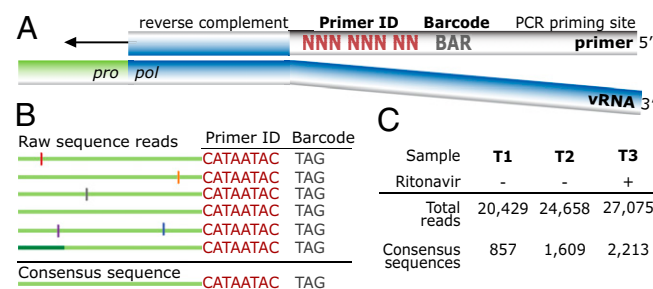 A
reverse complement Primer ID Barcode PCR priming site
NNN NNN NN BAR primer 5'
pro pol
vRNA 3'
B
Raw sequence reads Primer ID Barcode
CATAATAC TAG
CATAATAC TAG
CATAATAC TAG
CATAATAC TAG
CATAATAC TAG
CATAATAC TAG
Consensus sequence
CATAATAC TAG
C
Sample T1 T2 T3
Ritonavir - - +
Total reads 20,429 24,658 27,075
Consensus sequences 857 1,609 2,213